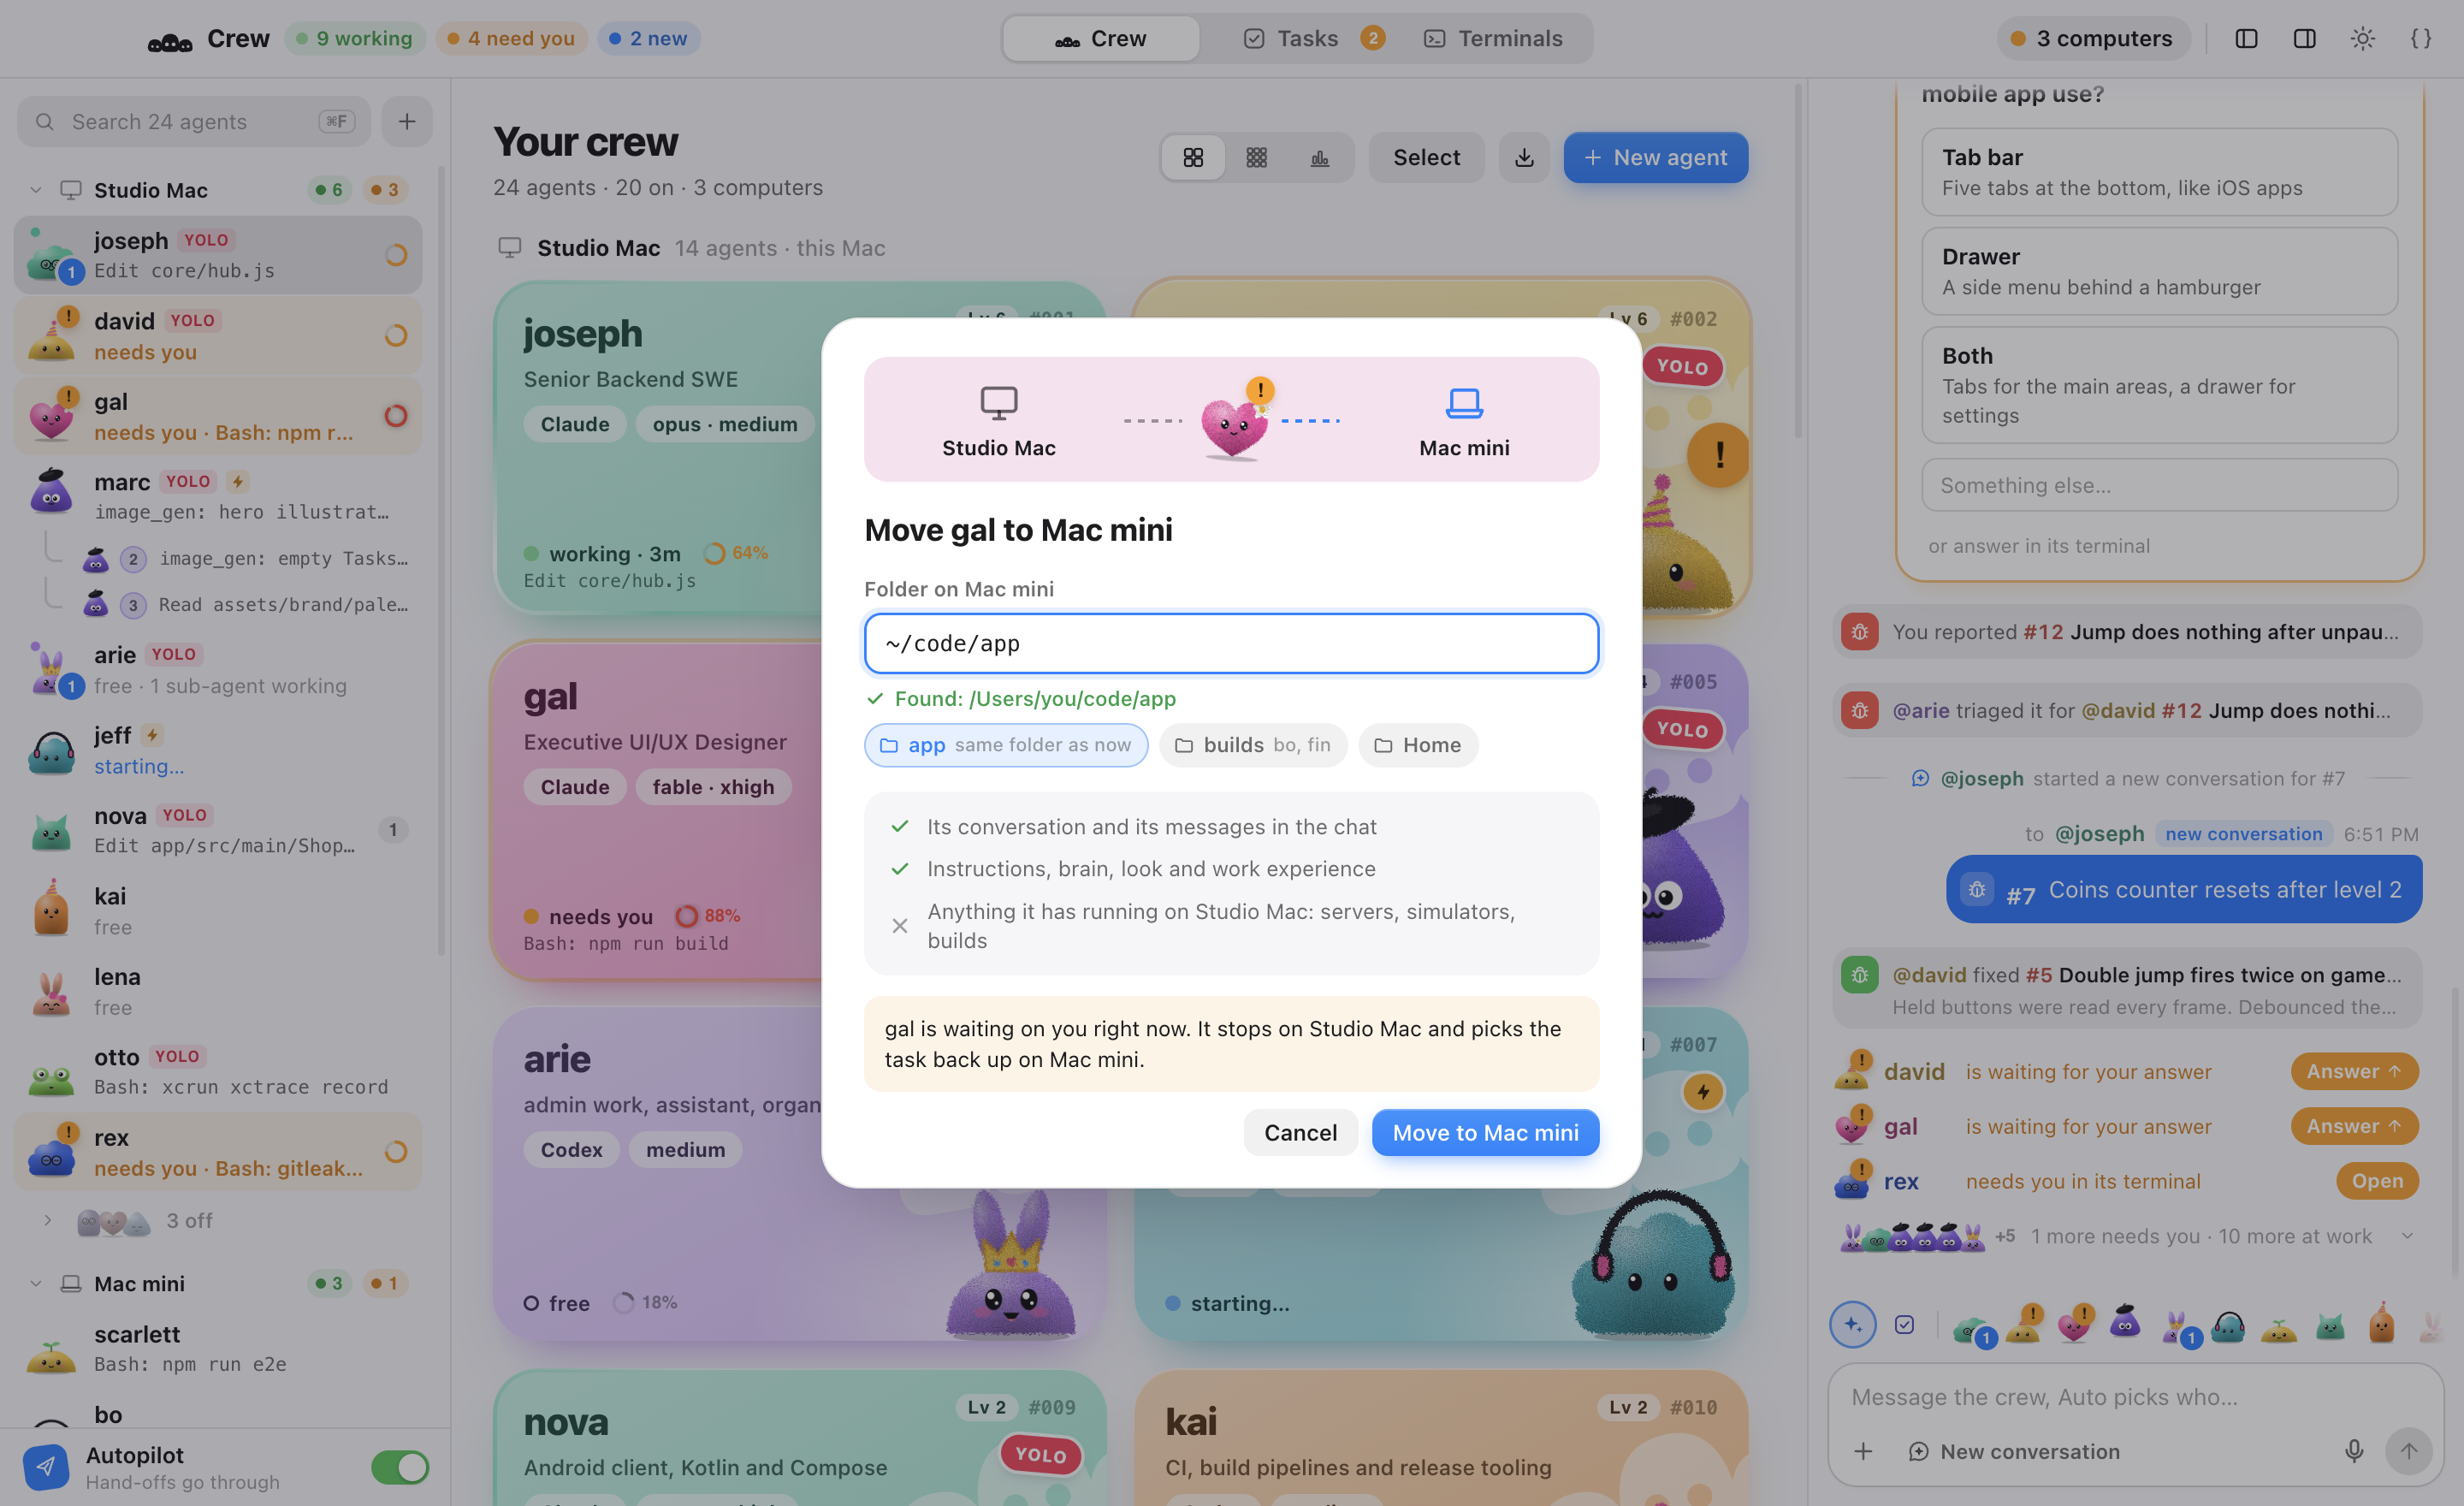 Crew
9 working
4 need you
2 new
Crew
Tasks 2
Terminals
3 computers
Search 24 agents ⌘F
Studio Mac 6 3
joseph YOLO
1 Edit core/hub.js
david YOLO
needs you
gal
needs you · Bash: npm r...
marc YOLO
image_gen: hero illustrat...
2 image_gen: empty Tasks...
3 Read assets/brand/pale...
arie YOLO
1 free · 1 sub-agent working
jeff
starting...
nova YOLO
Edit app/src/main/Shop... 1
kai
free
lena
free
otto YOLO
Bash: xcrun xctrace record
rex
needs you · Bash: gitleak...
3 off
Mac mini 3 1
scarlett
Bash: npm run e2e
bo
Autopilot
Hand-offs go through
Your crew
24 agents · 20 on · 3 computers
Select
+ New agent
Studio Mac 14 agents · this Mac
joseph
Senior Backend SWE
Claude opus · medium
working · 3m 64%
Edit core/hub.js
Lv 6 #002
YOLO
!
gal
Executive UI/UX Designer
Claude fable · xhigh
needs you 88%
Bash: npm run build
#005
YOLO
arie
admin work, assistant, organ
Codex medium
free 18%
#007
starting...
nova
Lv 2 #009
YOLO
Android client, Kotlin and Compose
kai
Lv 2 #010
CI, build pipelines and release tooling
Studio Mac
!
Mac mini
Move gal to Mac mini
Folder on Mac mini
~/code/app
Found: /Users/you/code/app
app same folder as now
builds bo, fin
Home
Its conversation and its messages in the chat
Instructions, brain, look and work experience
Anything it has running on Studio Mac: servers, simulators,
builds
gal is waiting on you right now. It stops on Studio Mac and picks the
task back up on Mac mini.
Cancel
Move to Mac mini
mobile app use?
Tab bar
Five tabs at the bottom, like iOS apps
Drawer
A side menu behind a hamburger
Both
Tabs for the main areas, a drawer for
settings
Something else...
or answer in its terminal
You reported #12 Jump does nothing after unpau...
@arie triaged it for @david #12 Jump does nothi...
@joseph started a new conversation for #7
to @joseph new conversation 6:51 PM
#7 Coins counter resets after level 2
@david fixed #5 Double jump fires twice on game...
Held buttons were read every frame. Debounced the...
david is waiting for your answer Answer ↑
gal is waiting for your answer Answer ↑
rex needs you in its terminal Open
+5 1 more needs you · 10 more at work
1 1
Message the crew, Auto picks who...
New conversation